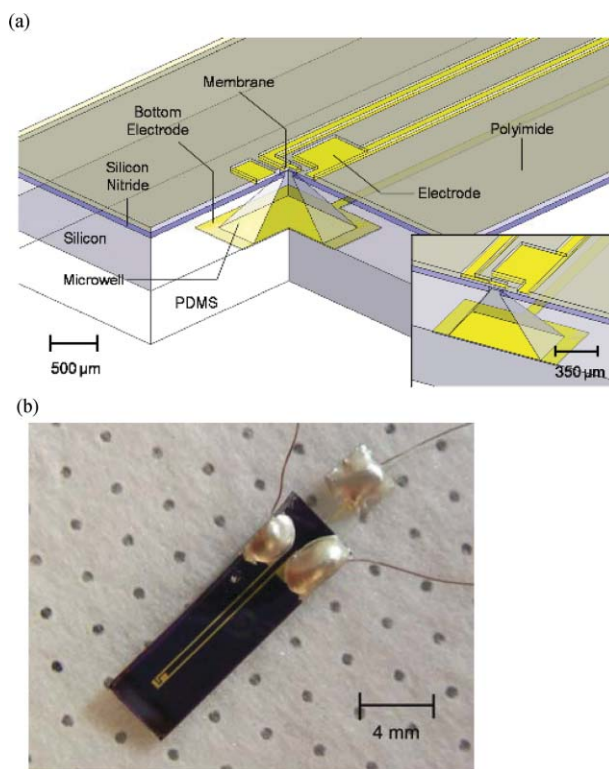 (a)
Membrane
Bottom
Electrode
Polyimide
Silicon
Nitride
Electrode
Silicon
Microwell
PDMS
500 μm
350 μm
(b)
4 mm